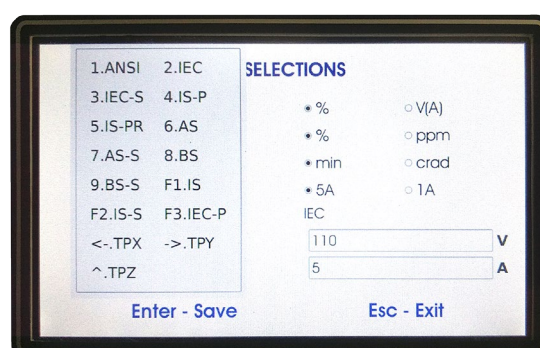 SELECTIONS
1.ANSI 2.IEC
3.IEC-S 4.IS-P
5.IS-PR 6.AS
7.AS-S 8.BS
9.BS-S F1.IS
F2.IS-S F3.IEC-P
<-.TPX ->.TPY
^.TPZ
% V(A)
% ppm
min crad
5A 1A
IEC
110 V
5 A
Enter - Save Esc - Exit